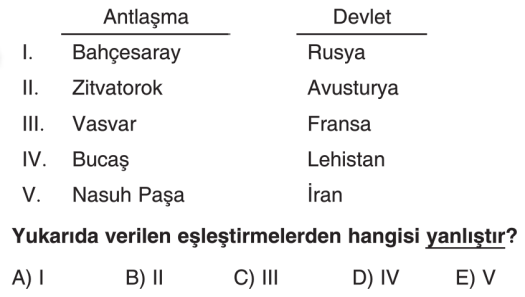 Antlaşma Devlet
I. Bahçesaray Rusya
II. Zitvatorok Avusturya
III. Vasvar Fransa
IV. Bucaş Lehistan
V. Nasuh Paşa İran
Yukarıda verilen eşleştirmelerden hangisi yanlıştır?
A) I B) II C) III D) IV E) V